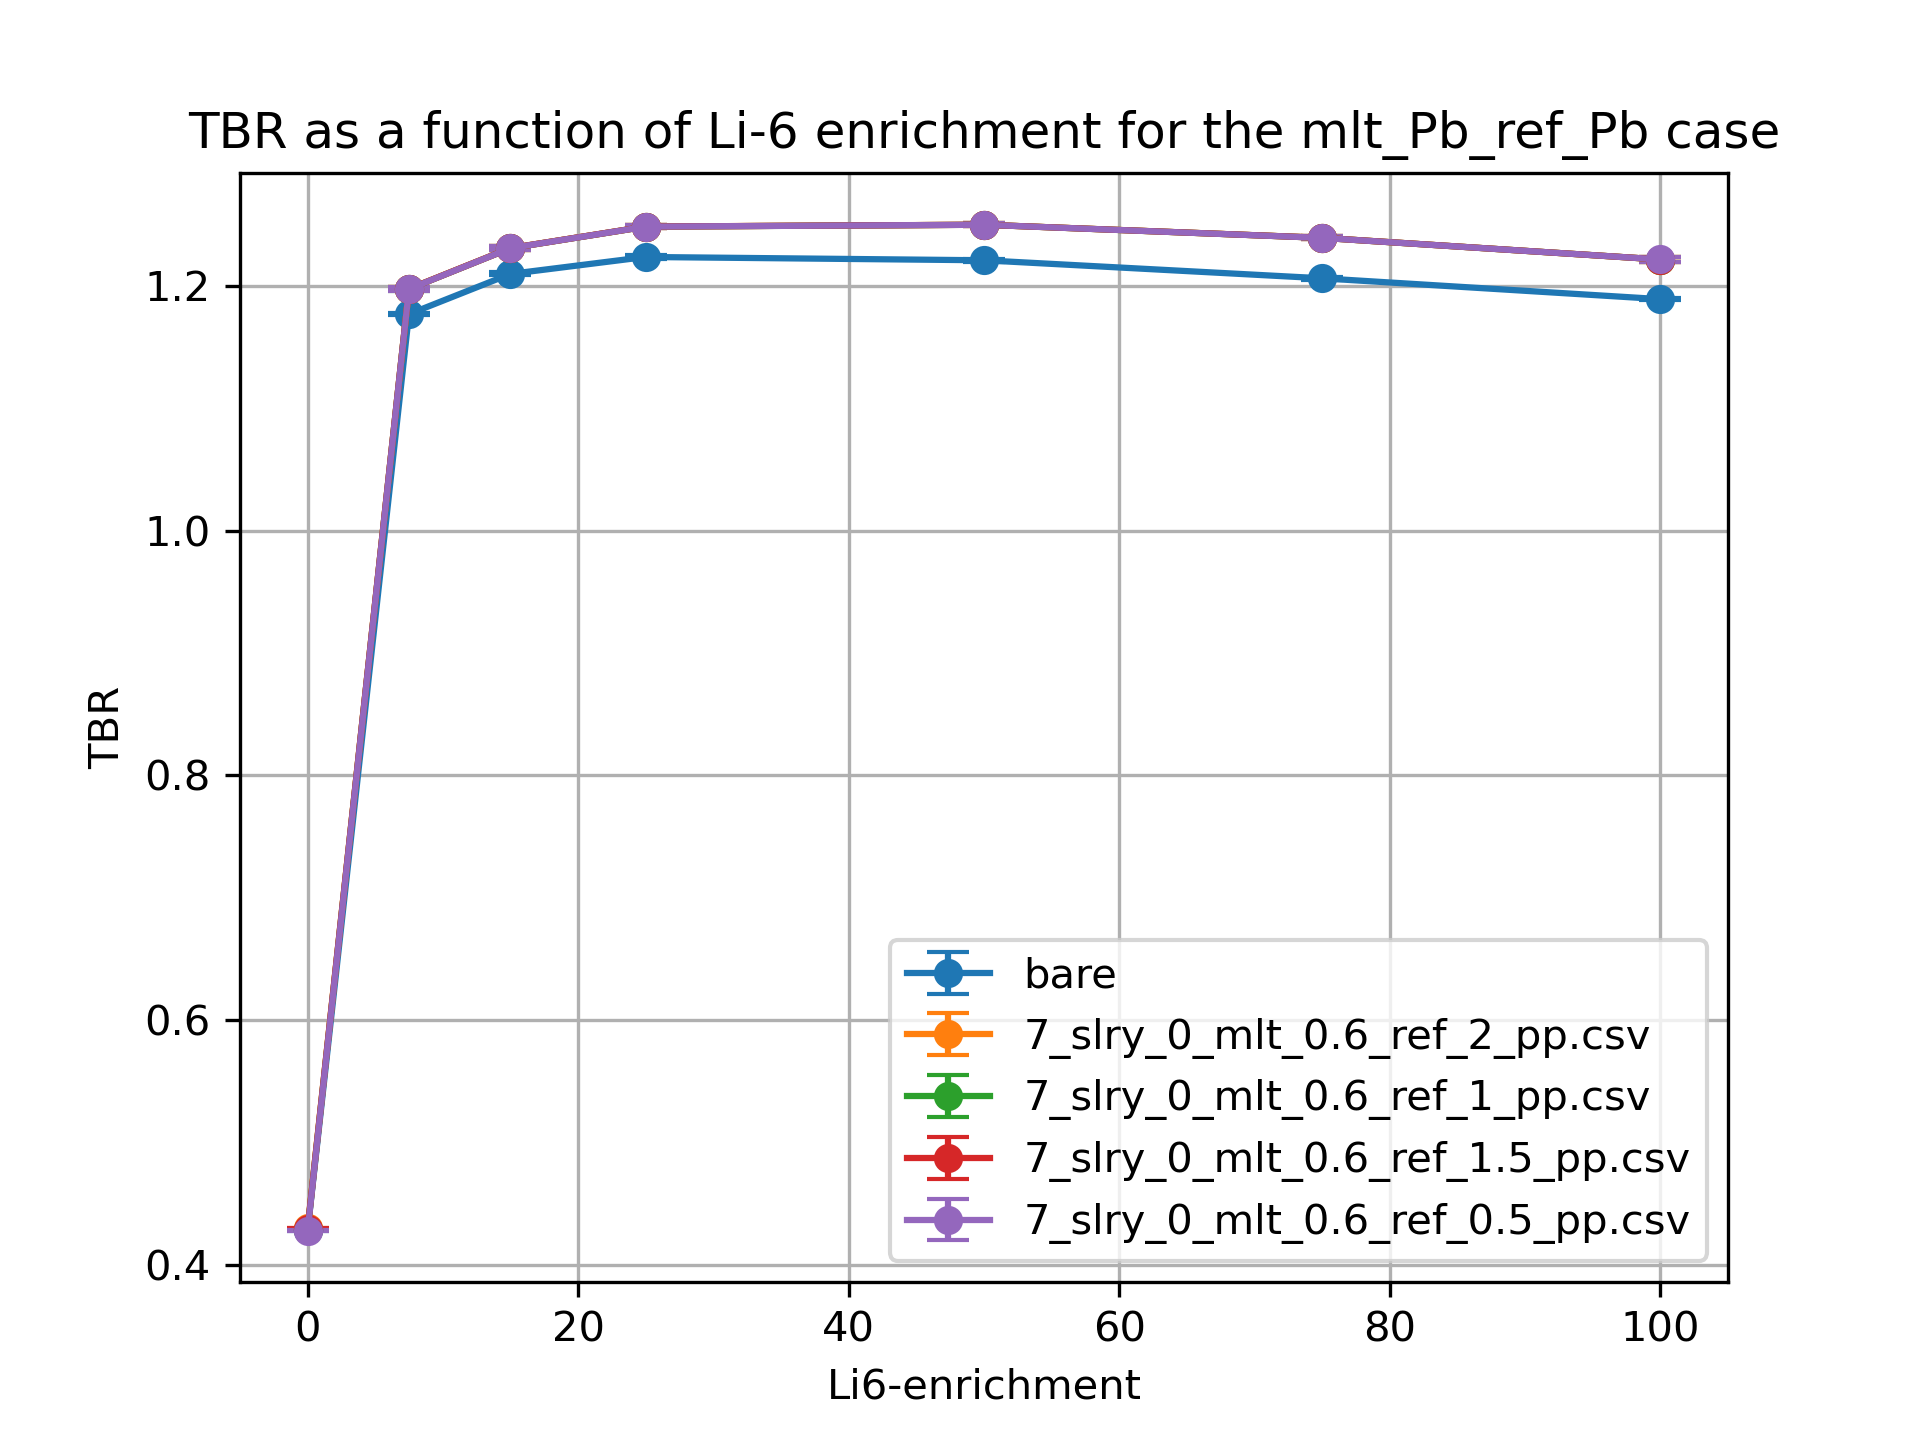 TBR as a function of Li-6 enrichment for the mlt_Pb_ref_Pb case
1.2
1.0
0.8
0.6
0.4
TBR
bare
7_slry_0_mlt_0.6_ref_2_pp.csv
7_slry_0_mlt_0.6_ref_1_pp.csv
7_slry_0_mlt_0.6_ref_1.5_pp.csv
7_slry_0_mlt_0.6_ref_0.5_pp.csv
0 20 40 60 80 100
Li6-enrichment